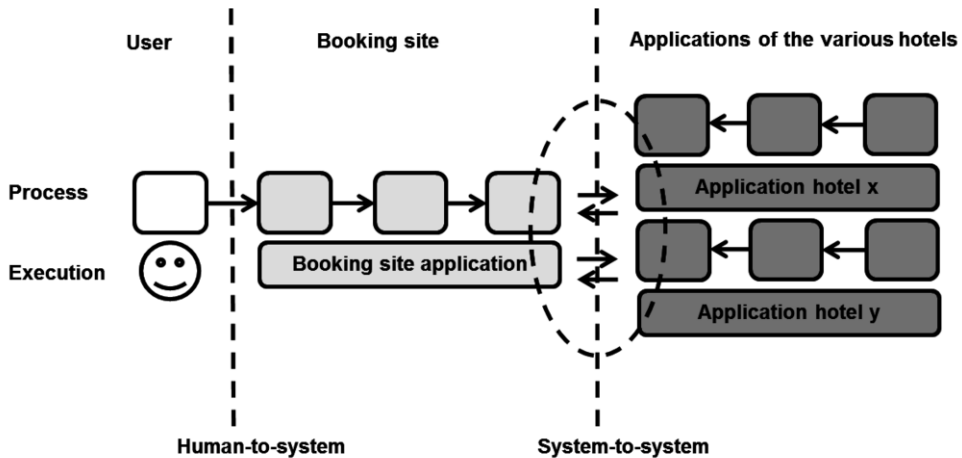 User
Booking site
Applications of the various hotels
Process
Application hotel x
Execution
Booking site application
Application hotel y
Human-to-system
System-to-system